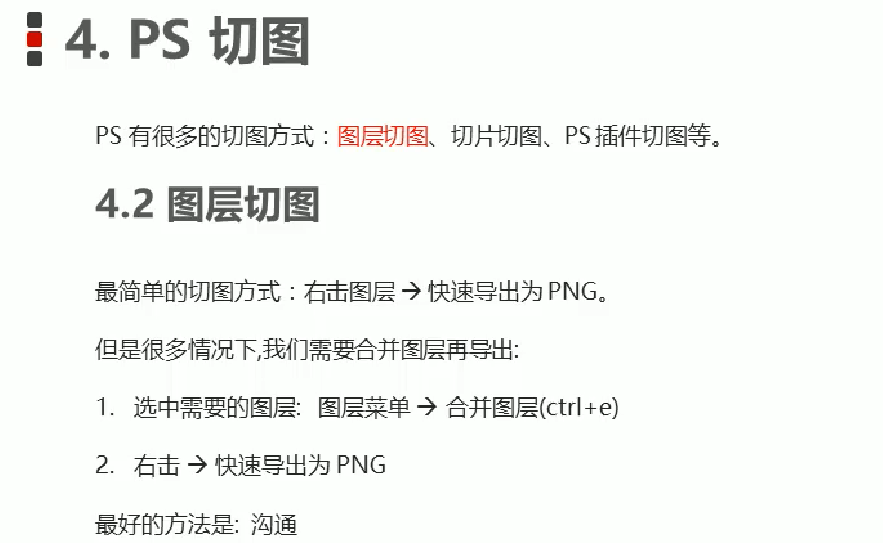 4. PS 切图
PS 有很多的切图方式：图层切图、切片切图、PS 插件切图等。
4.2 图层切图
最简单的切图方式：右击图层 → 快速导出为 PNG。
但是很多情况下,我们需要合并图层再导出:
1. 选中需要的图层: 图层菜单 → 合并图层(ctrl+e)
2. 右击 → 快速导出为 PNG
最好的方法是: 沟通